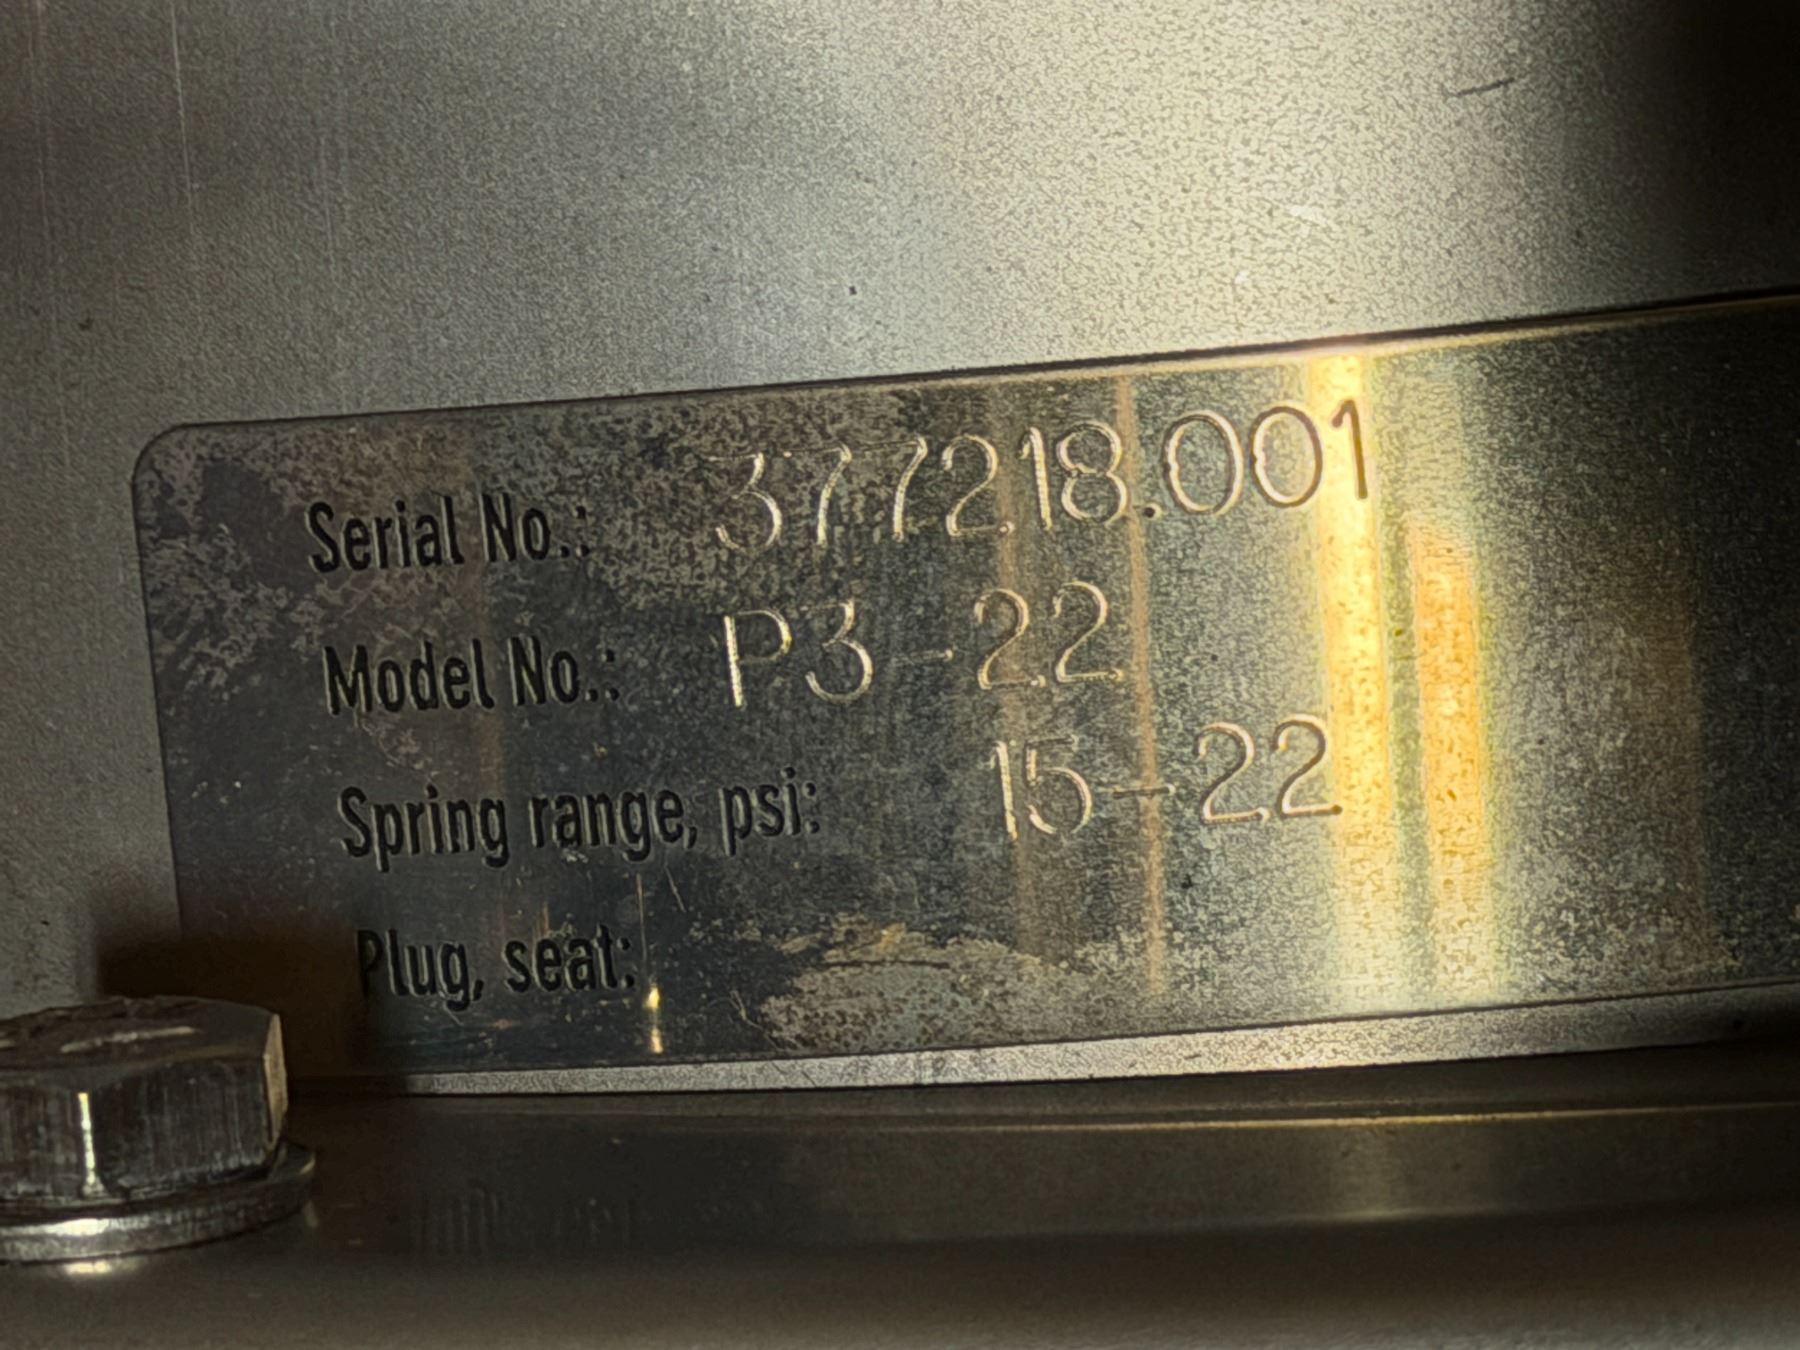 Serial No.: 377218.001
Model No.: P3-22
Spring range, psi: 15-22
Plug, seat: